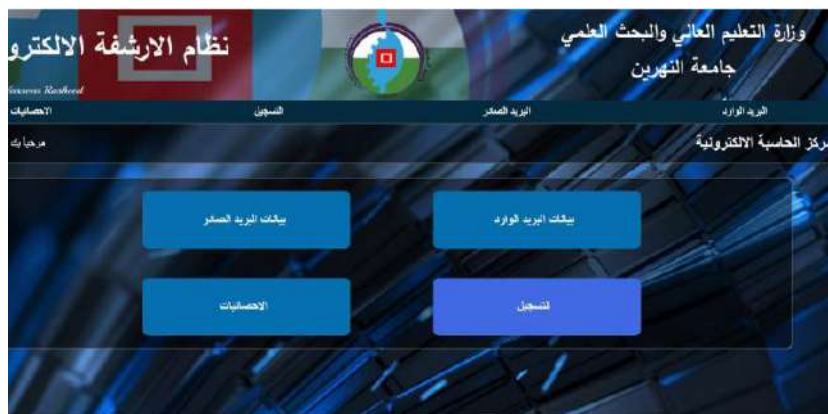 وزارة التعليم العالي والبحث العلمي
جامعة النهرين
نظام الارشفة الالكترو
Rasheed
البريد الوارد
البريد الصادر
التسجيل
الاحصائيات
مركز الحاسبة الالكترونية
مرحبا بك
بيانات البريد الوارد
بيانات البريد الصادر
التسجيل
الاحصائيات